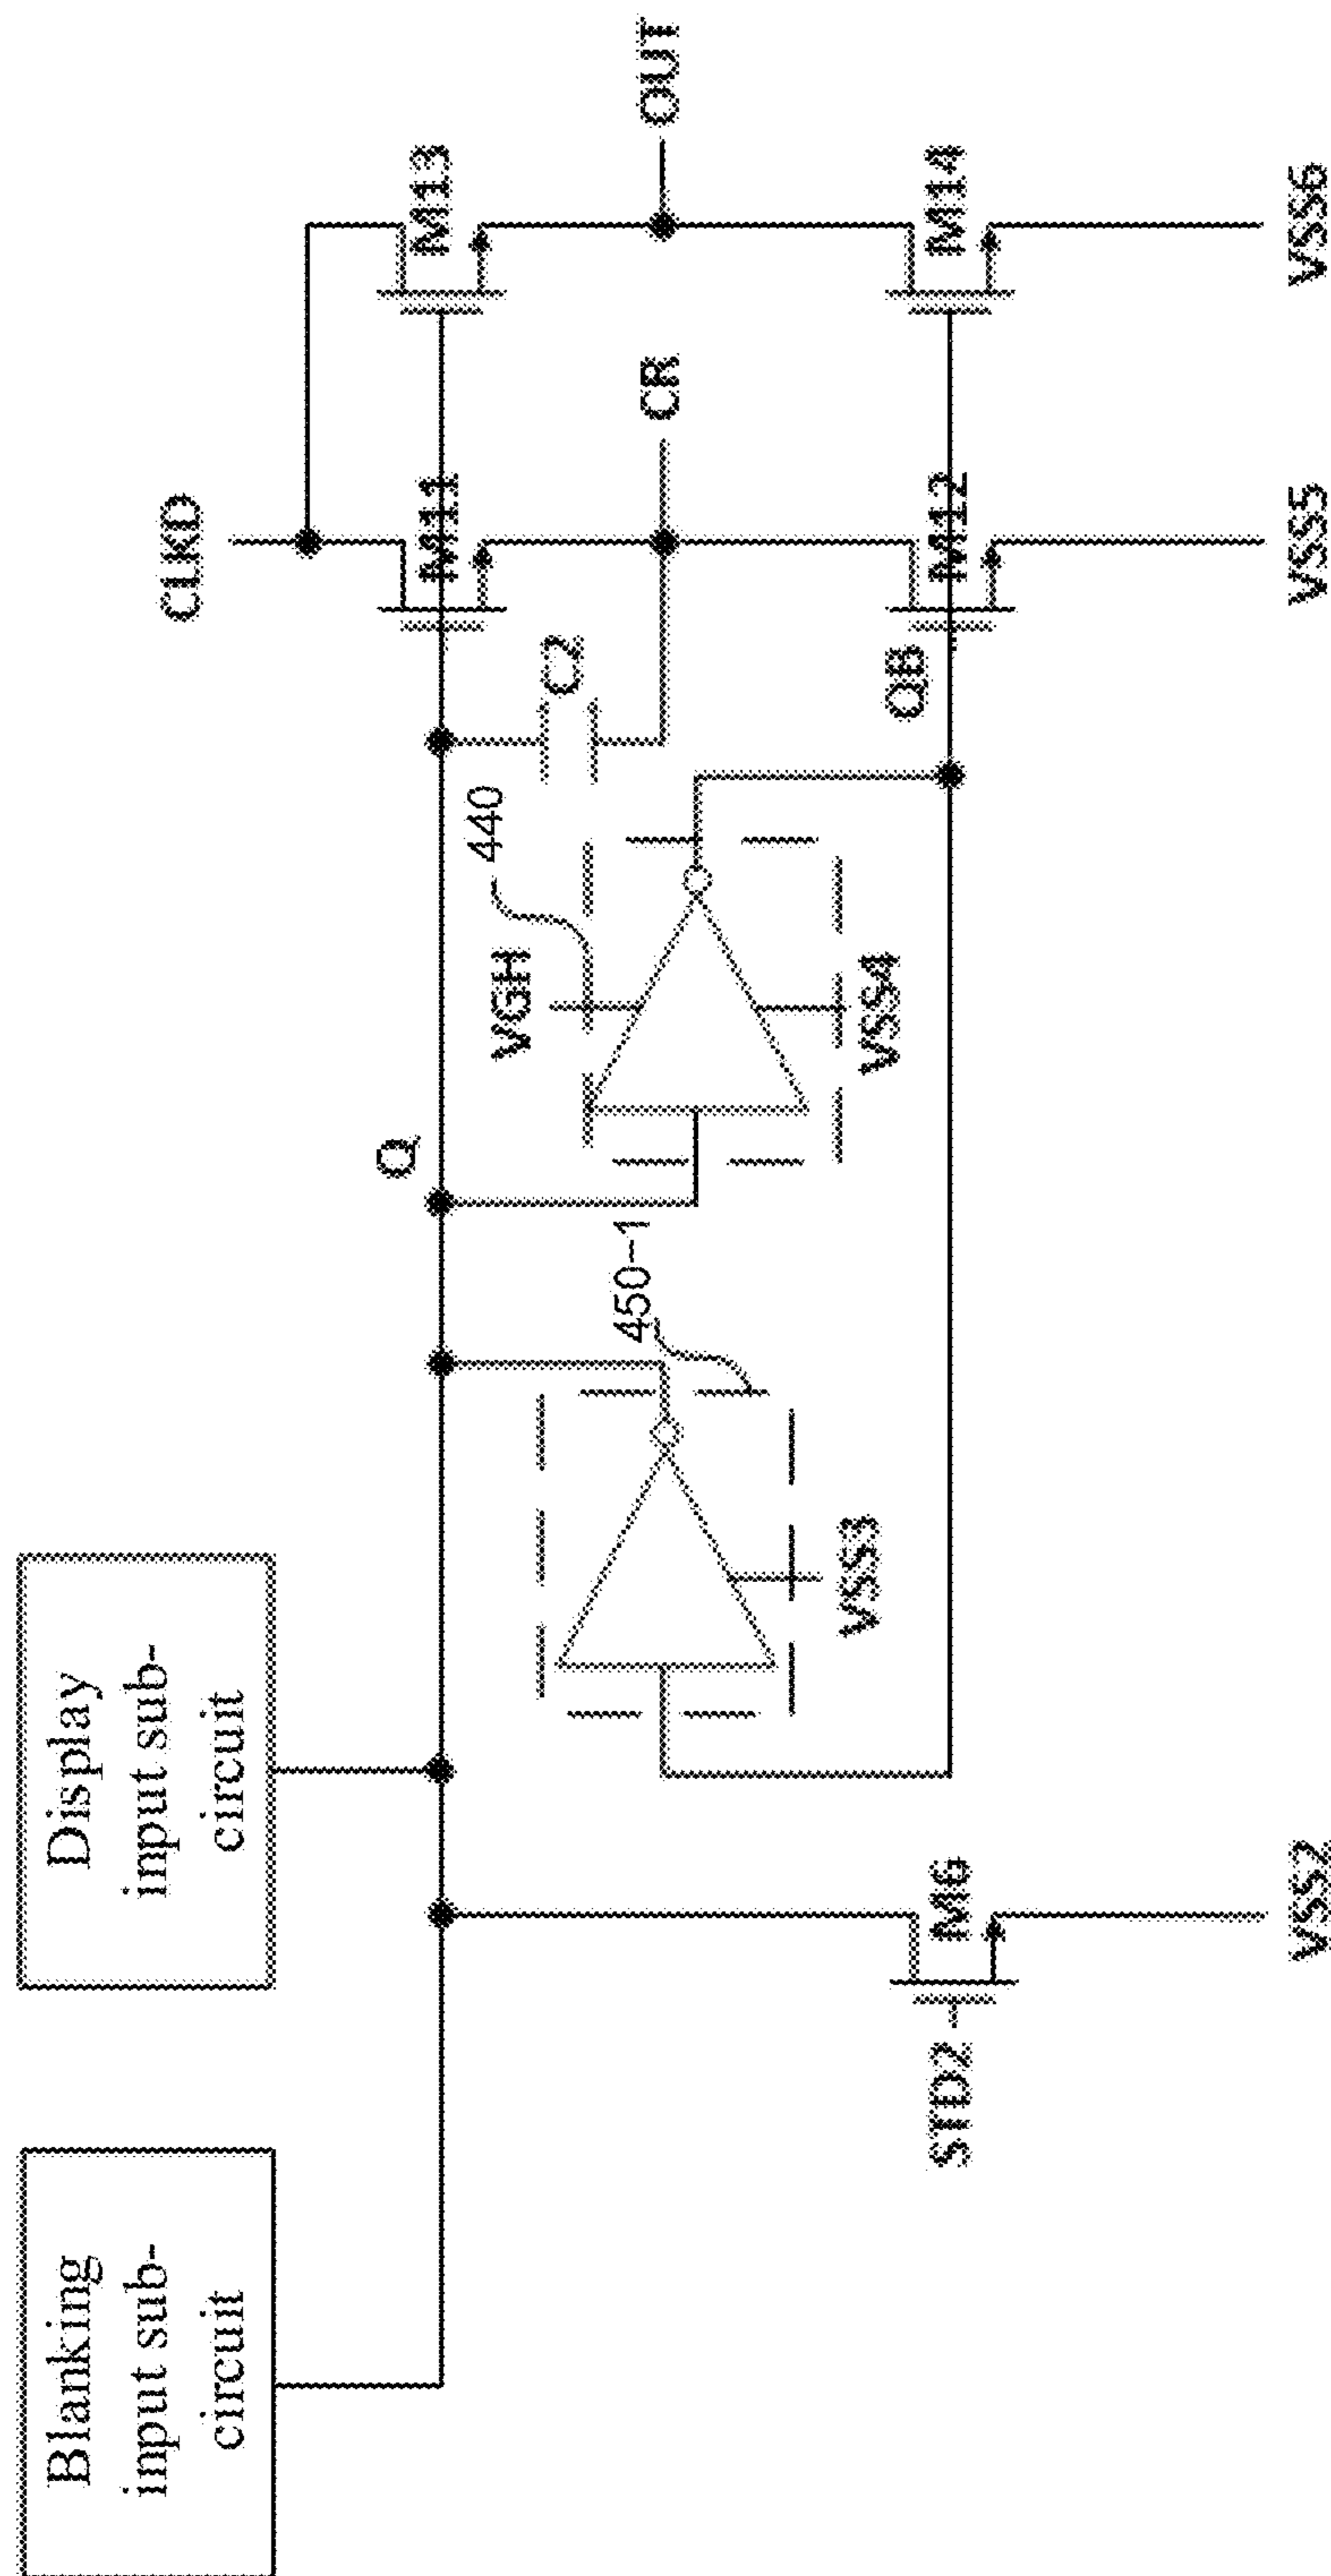 Blanking
input sub-
circuit
Display
input sub-
circuit
CLKD
Q
VGH
440
C2
M11
M13
450-1
CR
OUT
VSS3
VSS4
QB
STD2
M6
M12
M14
VSS2
VSS5
VSS6